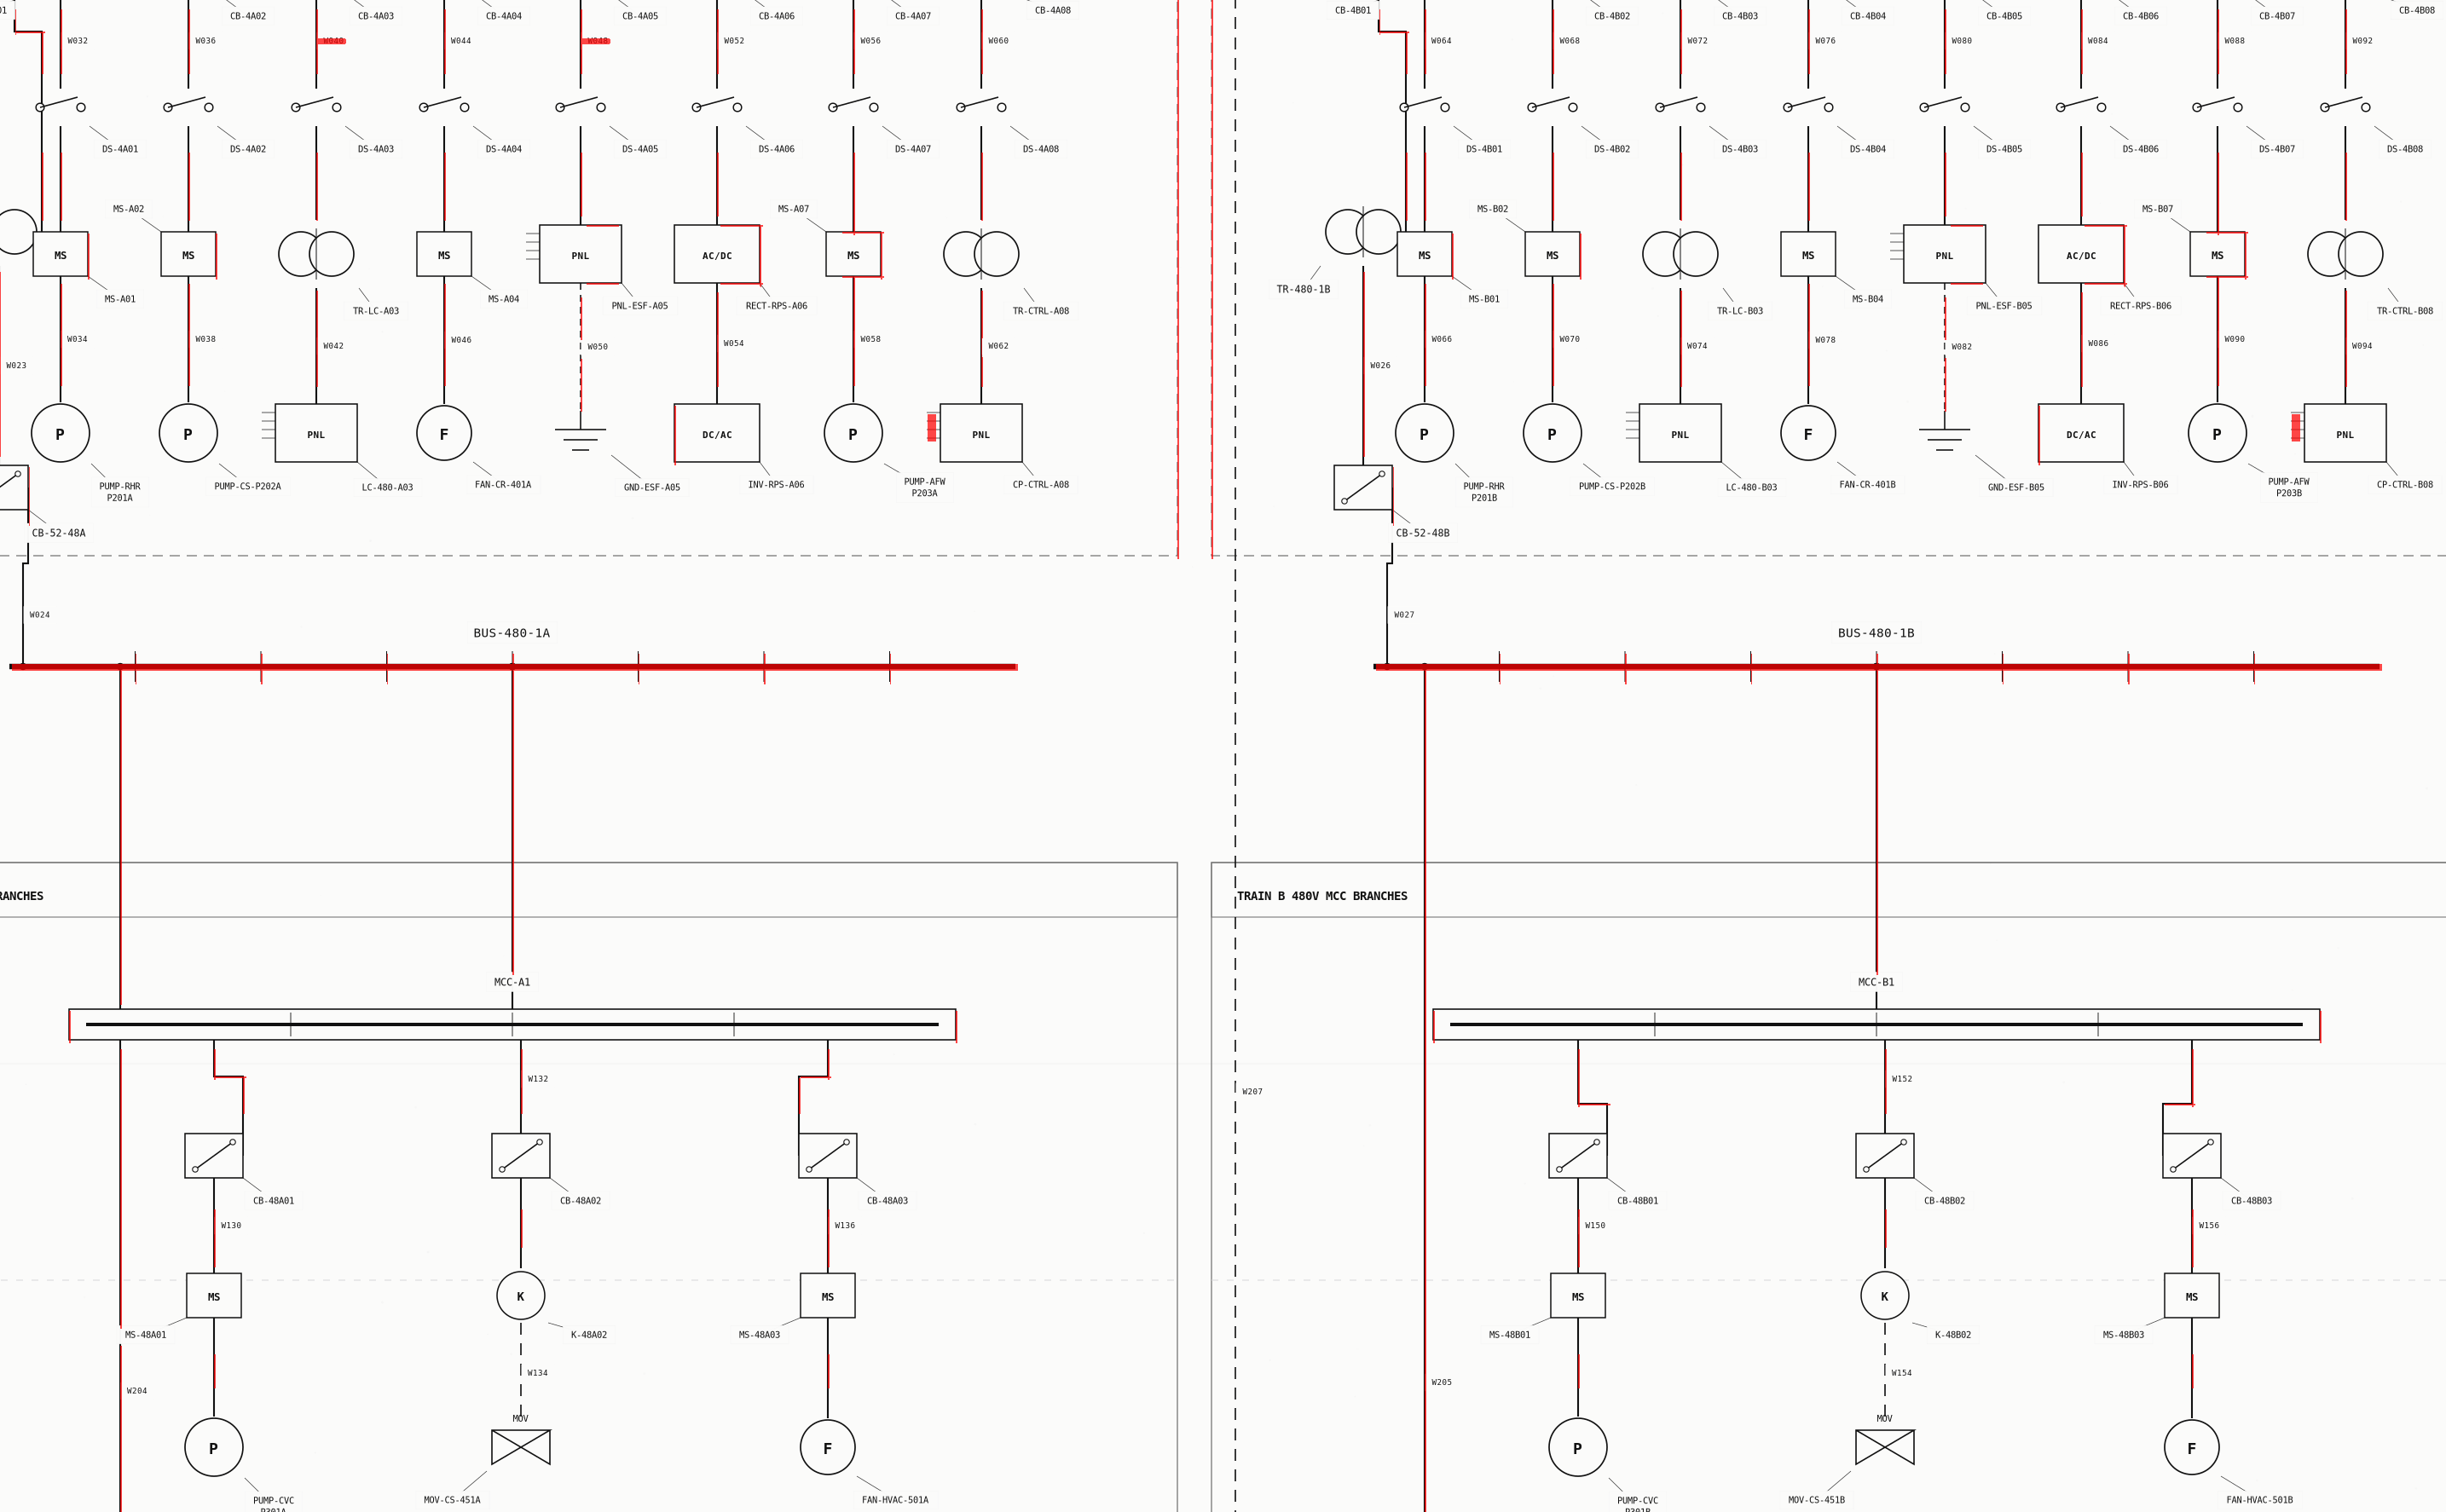 01
CB-4A02
CB-4A03
CB-4A04
CB-4A05
CB-4A06
CB-4A07
CB-4A08
CB-4B01
CB-4B02
CB-4B03
CB-4B04
CB-4B05
CB-4B06
CB-4B07
CB-4B08
W032
W036
W040
W044
W048
W052
W056
W060
W064
W068
W072
W076
W080
W084
W088
W092
DS-4A01
DS-4A02
DS-4A03
DS-4A04
DS-4A05
DS-4A06
DS-4A07
DS-4A08
DS-4B01
DS-4B02
DS-4B03
DS-4B04
DS-4B05
DS-4B06
DS-4B07
DS-4B08
MS-A02
MS-A07
MS-B02
MS-B07
MS
MS
MS
PNL
AC/DC
MS
MS
MS
MS
PNL
AC/DC
MS
TR-480-1B
MS-A01
TR-LC-A03
MS-A04
PNL-ESF-A05
RECT-RPS-A06
TR-CTRL-A08
MS-B01
TR-LC-B03
MS-B04
PNL-ESF-B05
RECT-RPS-B06
TR-CTRL-B08
W034
W038
W042
W046
W050
W054
W058
W062
W066
W070
W074
W078
W082
W086
W090
W094
W023
W026
P
P
PNL
F
DC/AC
P
PNL
P
P
PNL
F
DC/AC
P
PNL
PUMP-RHR
P201A
PUMP-CS-P202A
LC-480-A03
FAN-CR-401A
GND-ESF-A05
INV-RPS-A06
PUMP-AFW
P203A
CP-CTRL-A08
PUMP-RHR
P201B
PUMP-CS-P202B
LC-480-B03
FAN-CR-401B
GND-ESF-B05
INV-RPS-B06
PUMP-AFW
P203B
CP-CTRL-B08
CB-52-48A
CB-52-48B
W024
W027
BUS-480-1A
BUS-480-1B
RANCHES
TRAIN B 480V MCC BRANCHES
MCC-A1
MCC-B1
W132
W207
W152
CB-48A01
CB-48A02
CB-48A03
CB-48B01
CB-48B02
CB-48B03
W130
W136
W150
W156
MS
K
MS
MS
K
MS
MS-48A01
K-48A02
MS-48A03
MS-48B01
K-48B02
MS-48B03
W134
W154
W204
W205
MOV
MOV
P
F
P
F
PUMP-CVC
P301A
MOV-CS-451A
FAN-HVAC-501A
PUMP-CVC
P301B
MOV-CS-451B
FAN-HVAC-501B